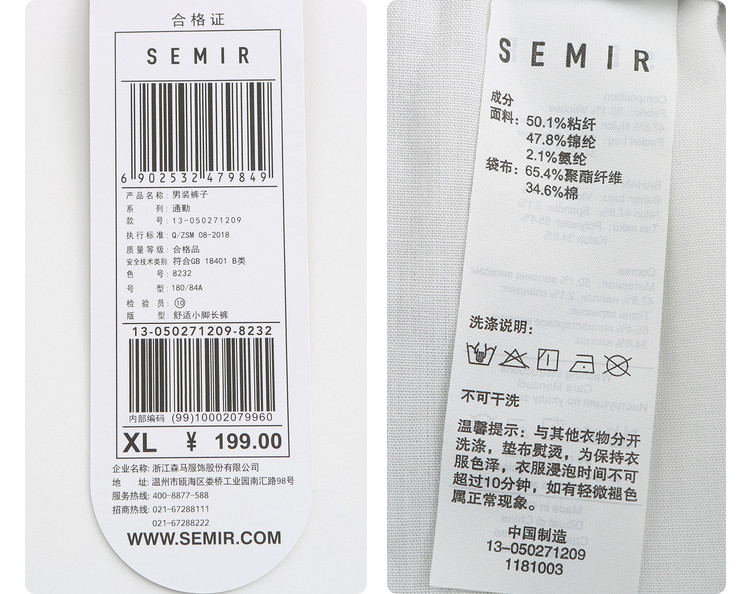 合格证
SEMIR
6 902532 479849
产品名称: 男装裤子
系 列: 通勤
款 号: 13-050271209
执行标准: Q/ZSM 08-2018
质量等级: 合格品
安全技术类别: 符合GB 18401 B类
色 号: 8232
号 型: 180/84A
检 验 员: ⑩
版 型: 舒适小脚长裤
13-050271209-8232
内部编码 (99)10002079960
XL ¥ 199.00
企业名称: 浙江森马服饰股份有限公司
地 址: 温州市瓯海区娄桥工业园南汇路98号
服务热线: 400-8877-588
招商热线: 021-67288111
021-67288222
WWW.SEMIR.COM
SEMIR
成分
面料: 50.1%粘纤
47.8%锦纶
2.1%氨纶
袋布: 65.4%聚酯纤维
34.6%棉
洗涤说明:
不可干洗
温馨提示: 与其他衣物分开
洗涤, 垫布熨烫, 为保持衣
服色泽, 衣服浸泡时间不可
超过10分钟, 如有轻微褪色
属正常现象。
中国制造
13-050271209
1181003